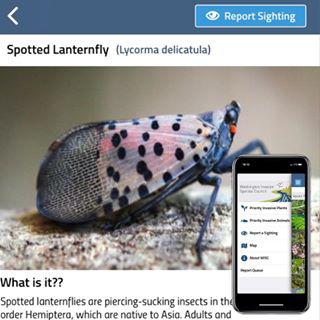 Report Sighting
Spotted Lanternfly (Lycorma delicatula)
What is it??
Spotted lanternflies are piercing-sucking insects in the
order Hemiptera, which are native to Asia. Adults and
Washington Invasive
Species Council
Priority Invasive Plants
Priority Invasive Animals
Report a Sighting
Map
About WISC
Report Queue